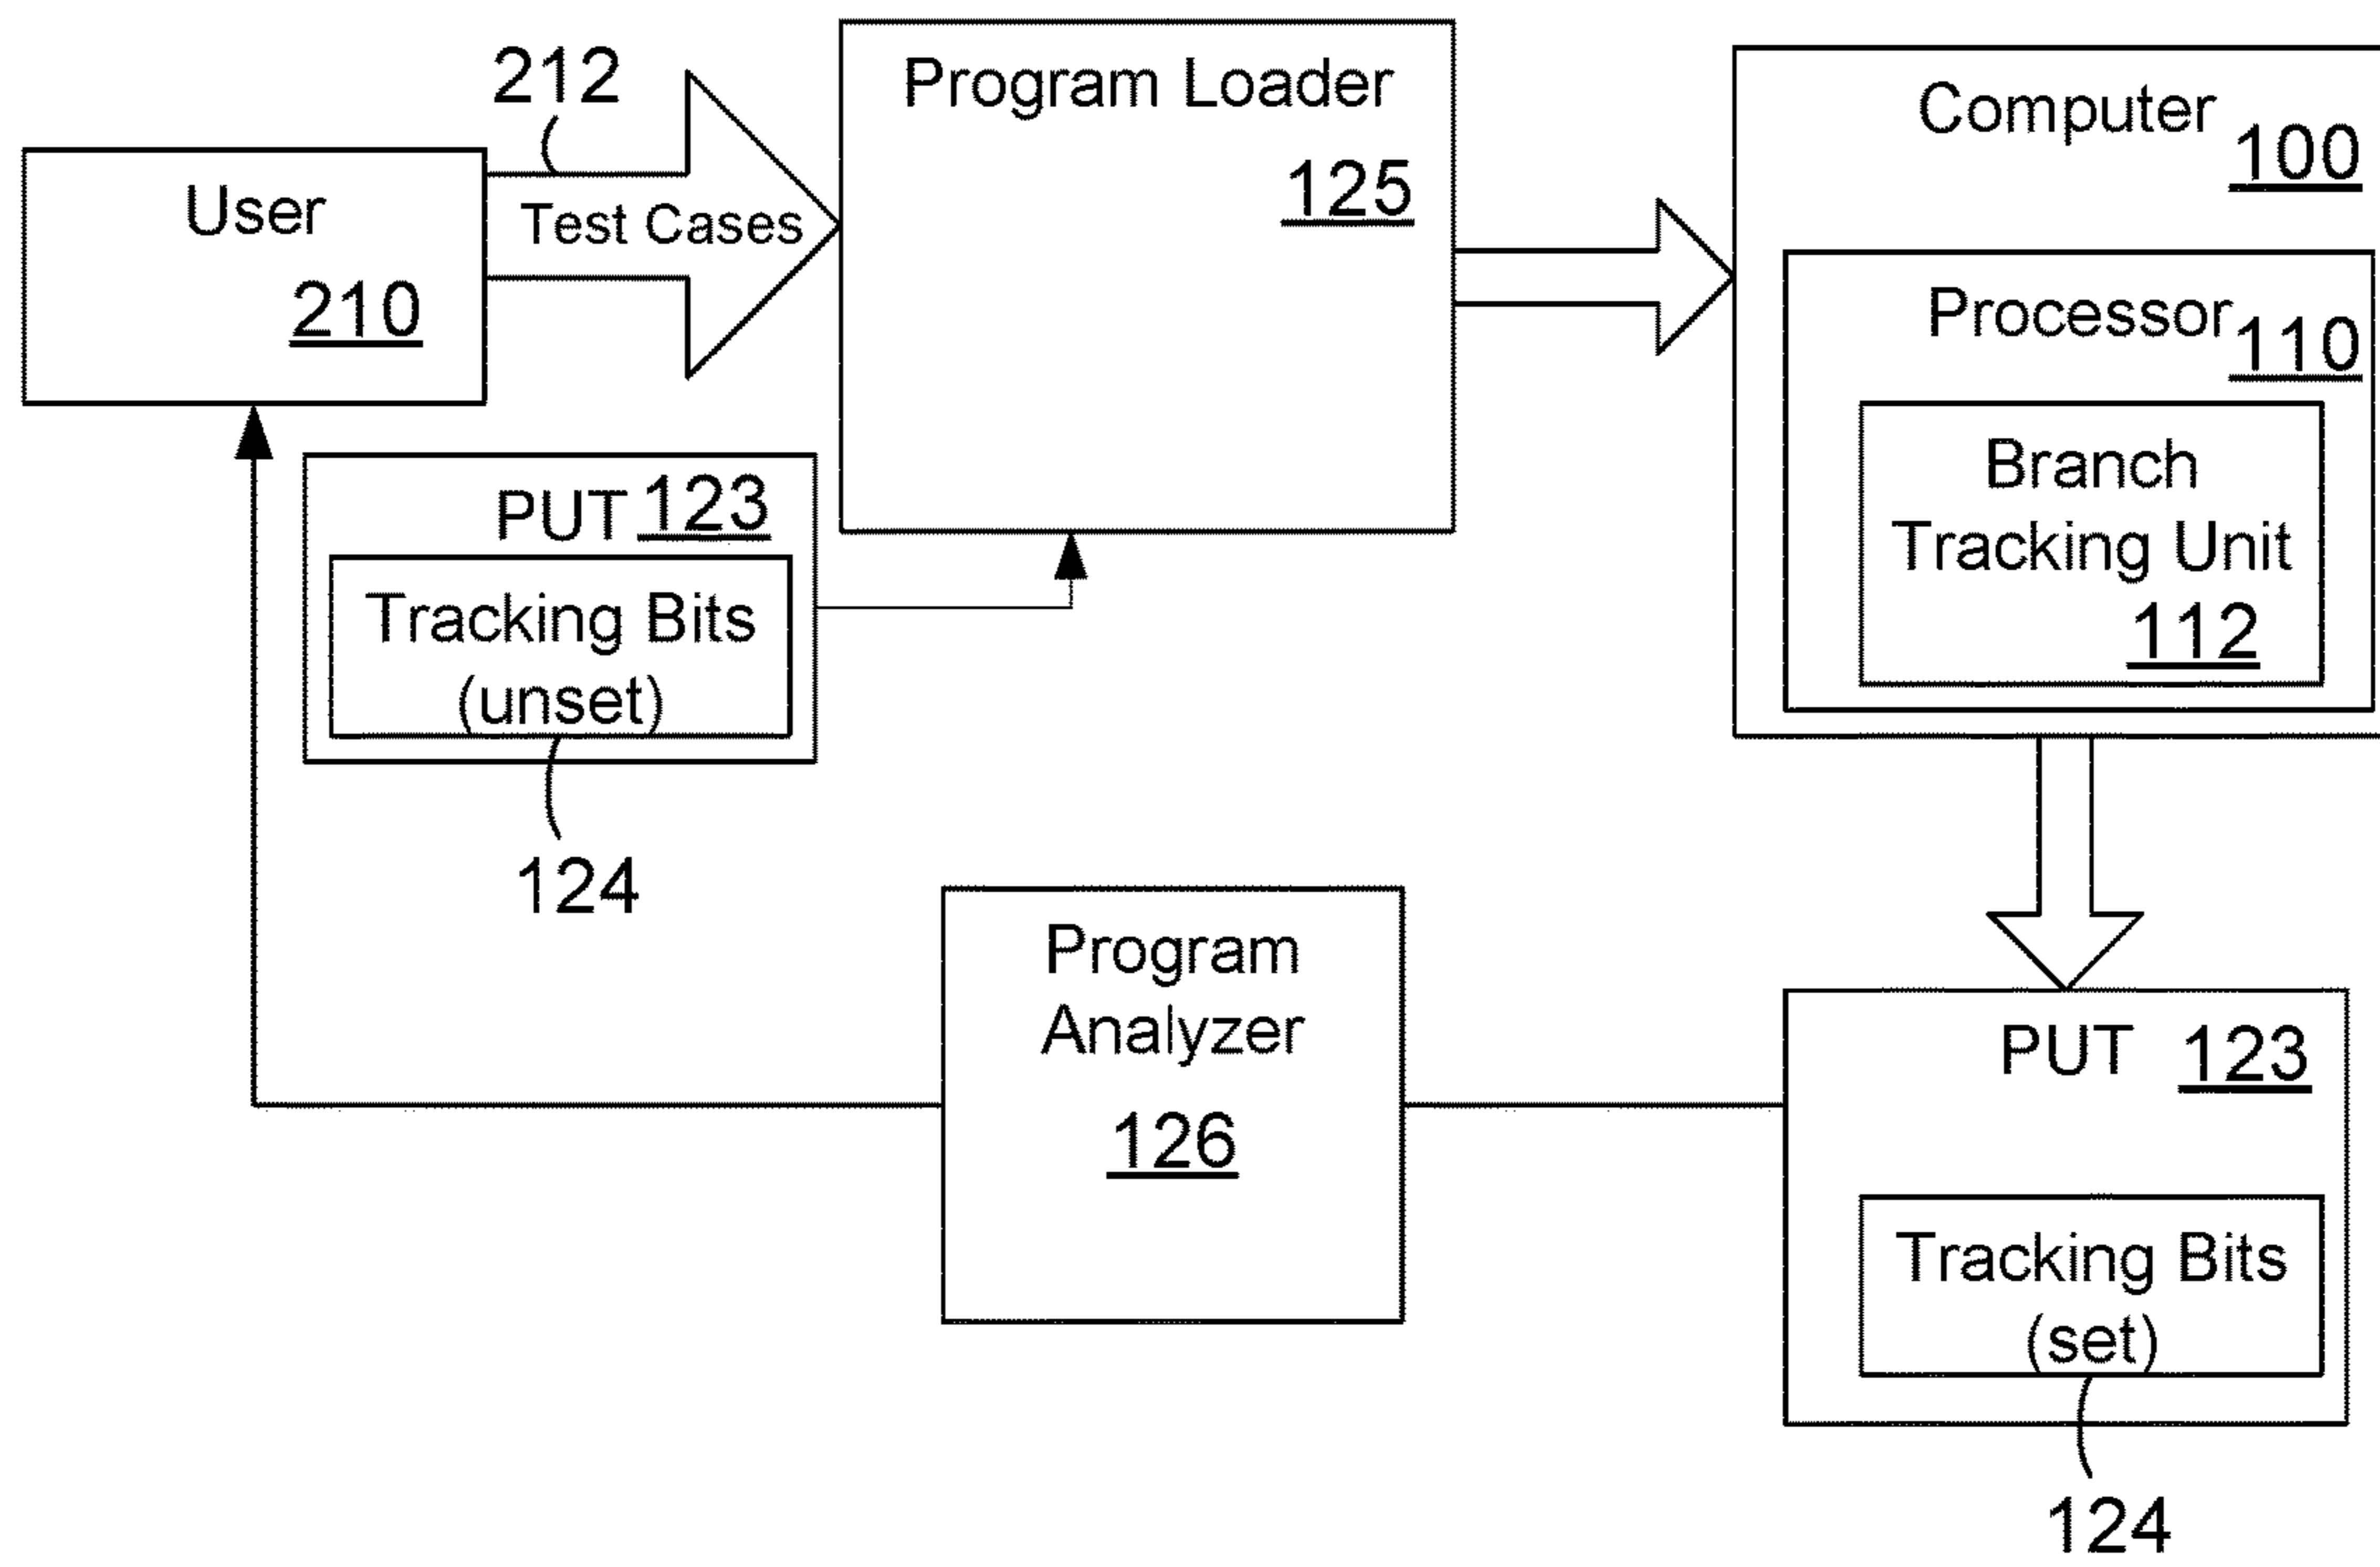 212
Program Loader
125
Computer
100
User
210
Test Cases
Processor
110
Branch
Tracking Unit
112
PUT 123
Tracking Bits
(unset)
124
Program
Analyzer
126
PUT 123
Tracking Bits
(set)
124